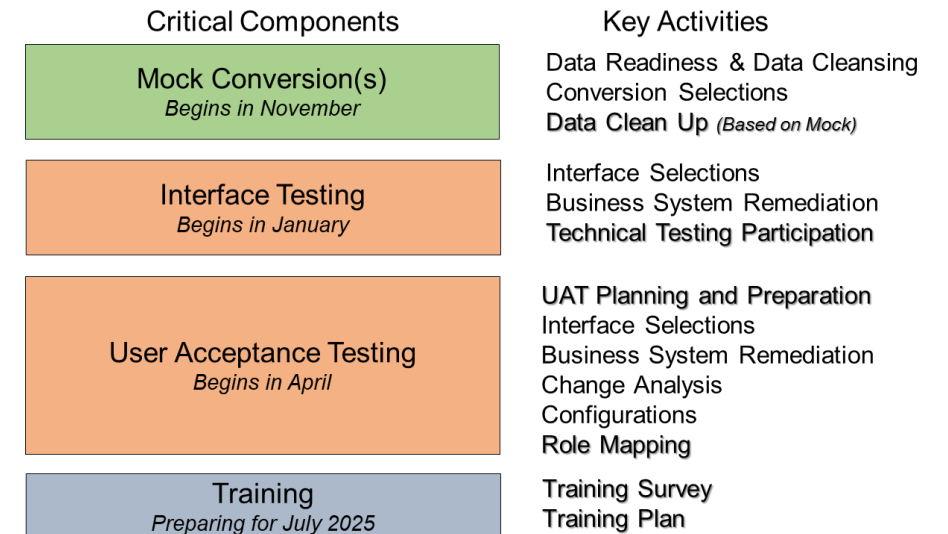 Critical Components
Key Activities
Mock Conversion(s)
Begins in November
Data Readiness & Data Cleansing
Conversion Selections
Data Clean Up (Based on Mock)
Interface Testing
Begins in January
Interface Selections
Business System Remediation
Technical Testing Participation
User Acceptance Testing
Begins in April
UAT Planning and Preparation
Interface Selections
Business System Remediation
Change Analysis
Configurations
Role Mapping
Training
Preparing for July 2025
Training Survey
Training Plan